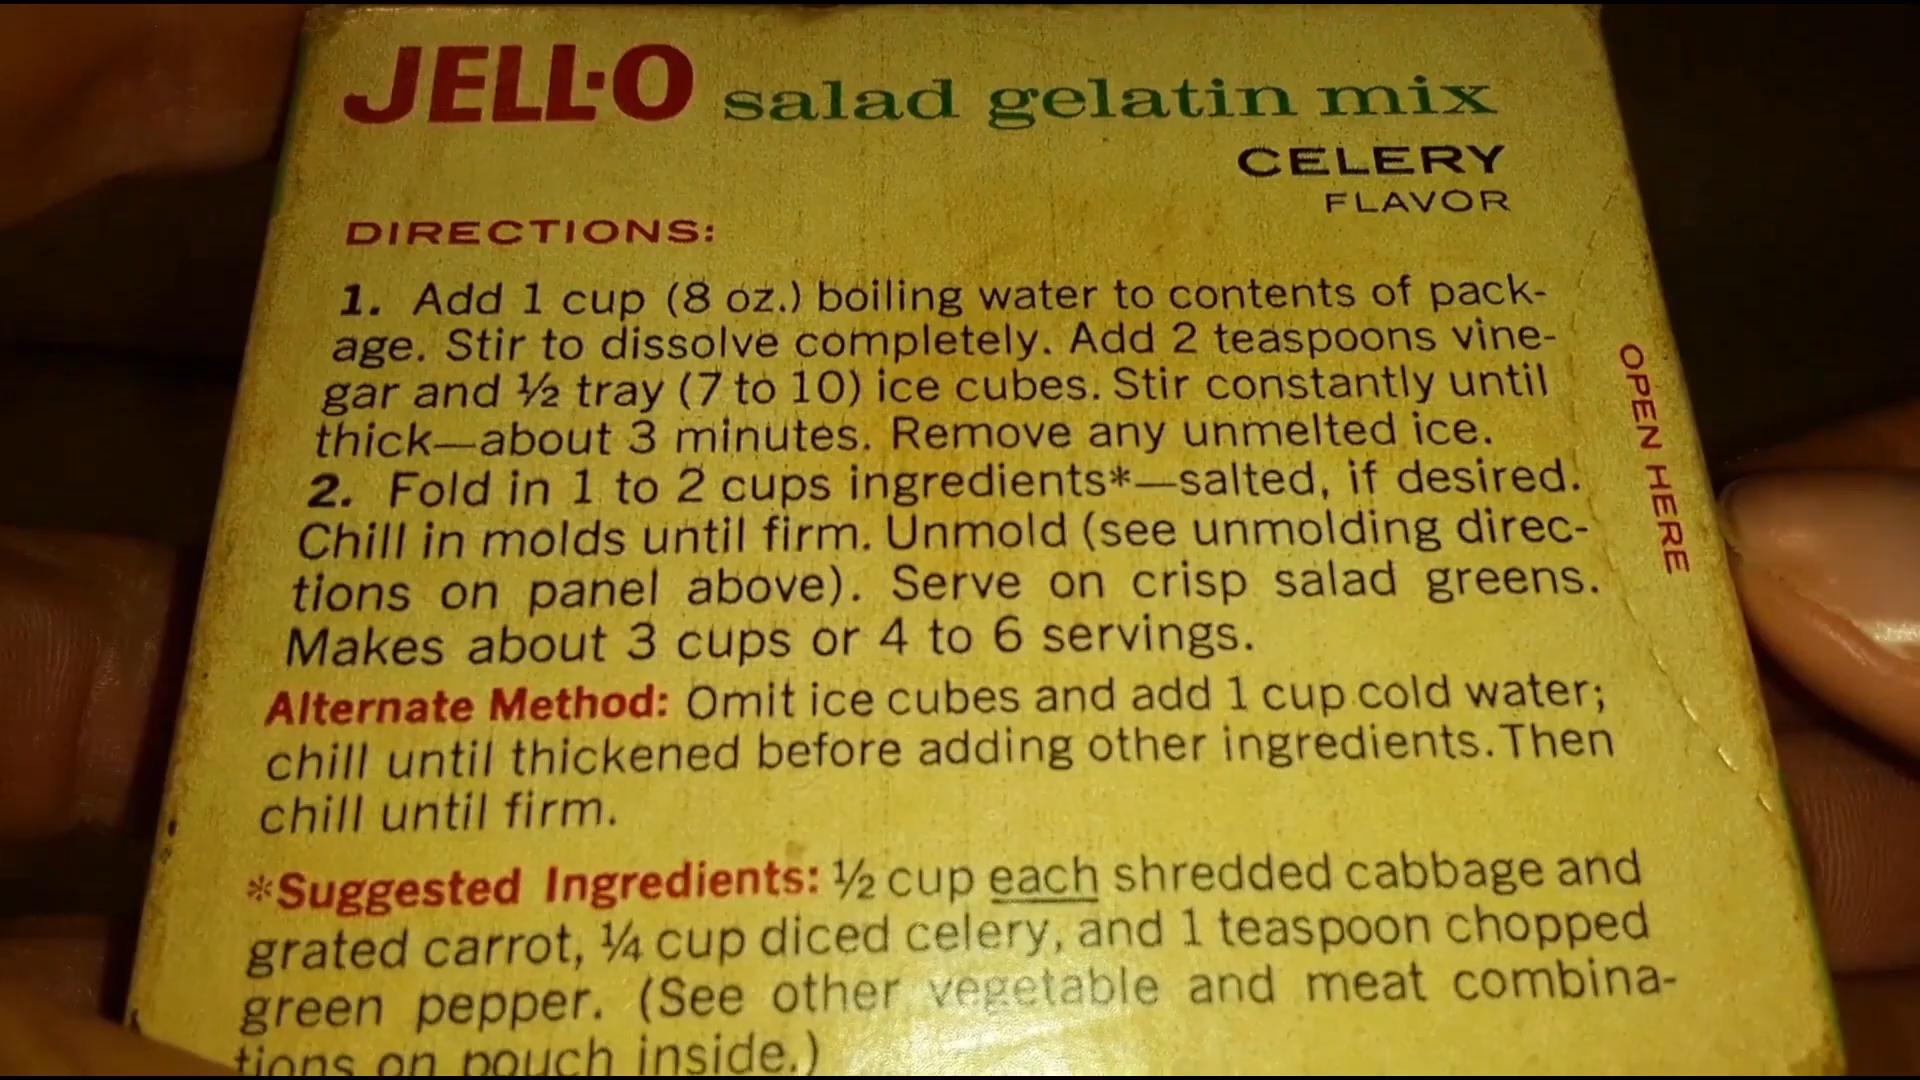 JELL·O salad gelatin mix
CELERY
FLAVOR
DIRECTIONS:
1. Add 1 cup (8 oz.) boiling water to contents of pack-
age. Stir to dissolve completely. Add 2 teaspoons vine-
gar and ½ tray (7 to 10) ice cubes. Stir constantly until
thick—about 3 minutes. Remove any unmelted ice.
2. Fold in 1 to 2 cups ingredients*—salted, if desired.
Chill in molds until firm. Unmold (see unmolding direc-
tions on panel above). Serve on crisp salad greens.
Makes about 3 cups or 4 to 6 servings.
Alternate Method: Omit ice cubes and add 1 cup cold water;
chill until thickened before adding other ingredients. Then
chill until firm.
*Suggested Ingredients: ½ cup each shredded cabbage and
grated carrot, ¼ cup diced celery, and 1 teaspoon chopped
green pepper. (See other vegetable and meat combina-
tions on pouch inside.)
OPEN HERE